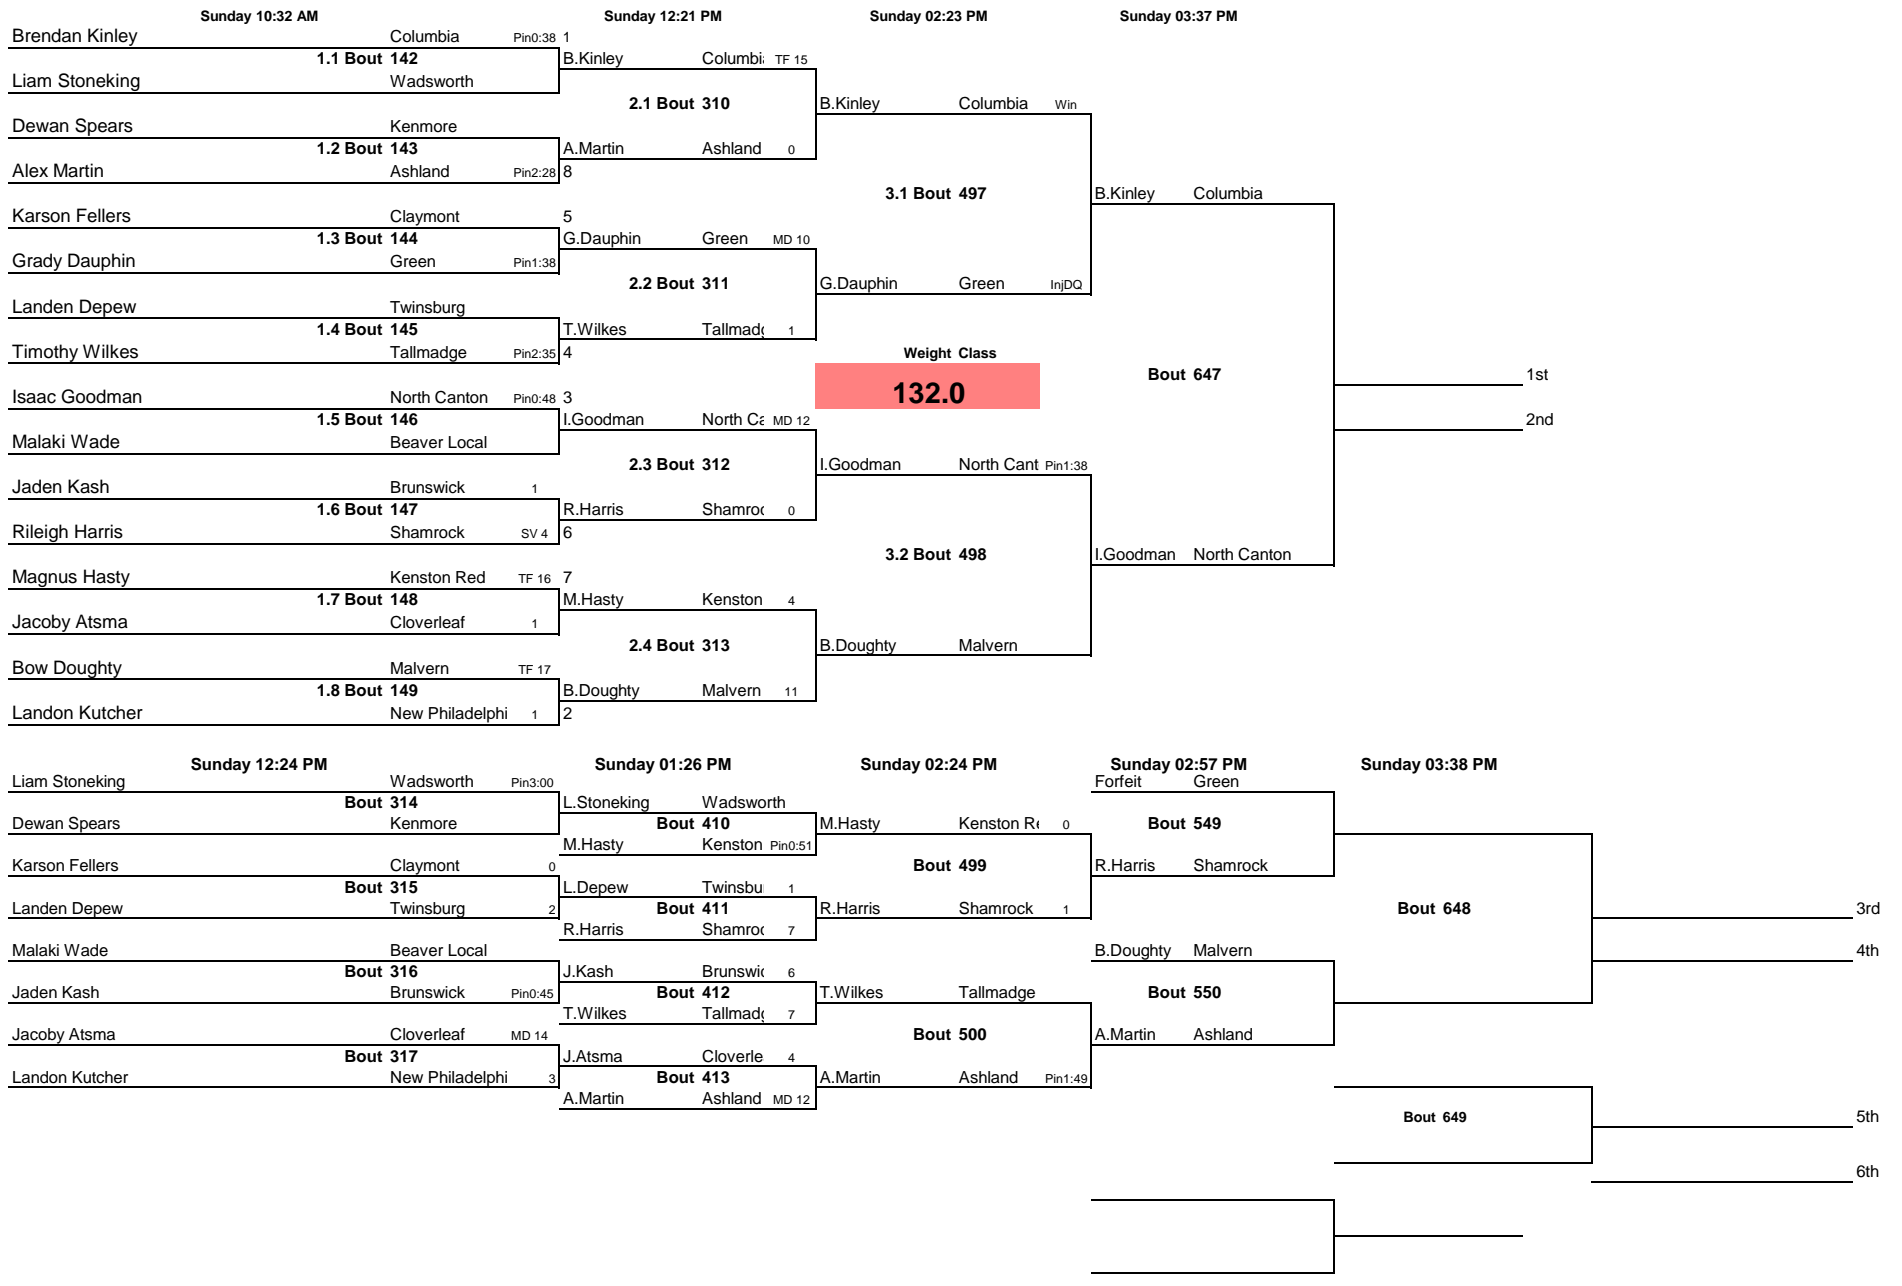 Sunday 10:32 AM Sunday 12:21 PM Sunday 02:23 PM Sunday 03:37 PM
Brendan Kinley Columbia Pin0:38 1
1.1 Bout 142 B.Kinley Columbi TF 15
Liam Stoneking Wadsworth
2.1 Bout 310 B.Kinley Columbia Win
Dewan Spears Kenmore
1.2 Bout 143 A.Martin Ashland 0
Alex Martin Ashland Pin2:28 8
3.1 Bout 497 B.Kinley Columbia
Karson Fellers Claymont 5
1.3 Bout 144 G.Dauphin Green MD 10
Grady Dauphin Green Pin1:38
2.2 Bout 311 G.Dauphin Green InjDQ
Landen Depew Twinsburg
1.4 Bout 145 T.Wilkes Tallmadg 1
Timothy Wilkes Tallmadge Pin2:35 4 Weight Class
Bout 647 1st
Isaac Goodman North Canton Pin0:48 3 132.0
1.5 Bout 146 I.Goodman North Ca MD 12 2nd
Malaki Wade Beaver Local
2.3 Bout 312 I.Goodman North Cant Pin1:38
Jaden Kash Brunswick 1
1.6 Bout 147 R.Harris Shamroc 0
Rileigh Harris Shamrock SV 4 6
3.2 Bout 498 I.Goodman North Canton
Magnus Hasty Kenston Red TF 16 7
1.7 Bout 148 M.Hasty Kenston 4
Jacoby Atsma Cloverleaf 1
2.4 Bout 313 B.Doughty Malvern
Bow Doughty Malvern TF 17
1.8 Bout 149 B.Doughty Malvern 11
Landon Kutcher New Philadelphi 1 2
Sunday 12:24 PM Sunday 01:26 PM Sunday 02:24 PM Sunday 02:57 PM Sunday 03:38 PM
Liam Stoneking Wadsworth Pin3:00 Forfeit Green
Bout 314 L.Stoneking Wadsworth
Dewan Spears Kenmore Bout 410 M.Hasty Kenston Re 0 Bout 549
M.Hasty Kenston Pin0:51
Karson Fellers Claymont 0 Bout 499 R.Harris Shamrock
Bout 315 L.Depew Twinsbu 1
Landen Depew Twinsburg 2 Bout 411 R.Harris Shamrock 1 Bout 648 3rd
R.Harris Shamroc 7
Malaki Wade Beaver Local B.Doughty Malvern 4th
Bout 316 J.Kash Brunswic 6
Jaden Kash Brunswick Pin0:45 Bout 412 T.Wilkes Tallmadge Bout 550
T.Wilkes Tallmadg 7
Jacoby Atsma Cloverleaf MD 14 Bout 500 A.Martin Ashland
Bout 317 J.Atsma Cloverle 4
Landon Kutcher New Philadelphi 3 Bout 413 A.Martin Ashland Pin1:49
A.Martin Ashland MD 12
Bout 649 5th
6th